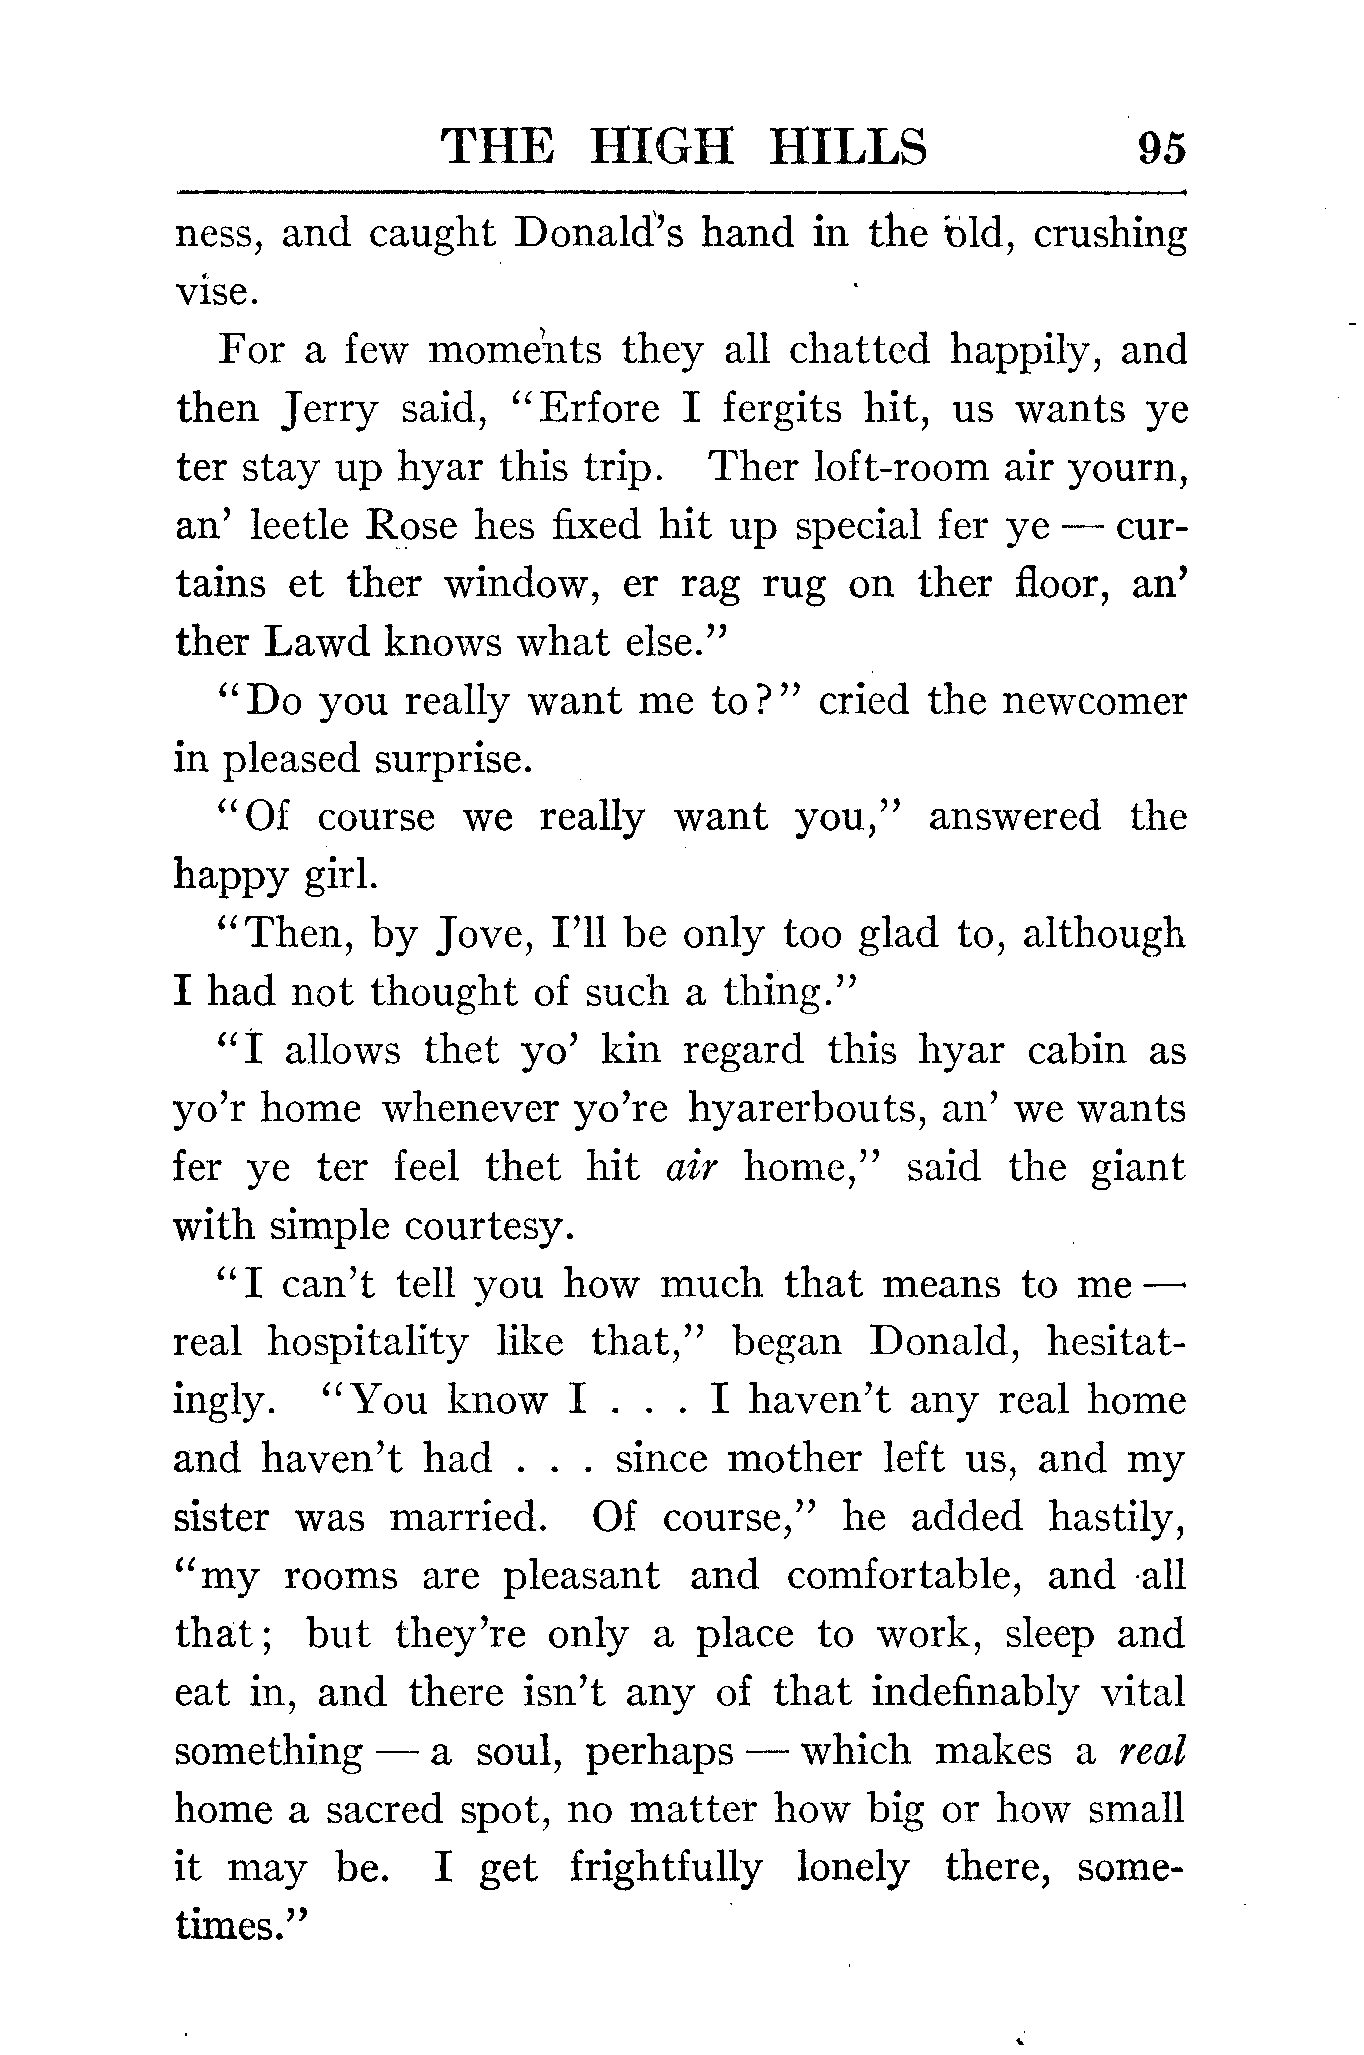 THE HIGH HILLS 95
ness, and caught Donald's hand in the old, crushing
vise.
For a few moments they all chatted happily, and
then Jerry said, “Erfore I fergits hit, us wants ye
ter stay up hyar this trip. Ther loft-room air yourn,
an' leetle Rose hes fixed hit up special fer ye — cur-
tains et ther window, er rag rug on ther floor, an'
ther Lawd knows what else.”
“Do you really want me to?” cried the newcomer
in pleased surprise.
“Of course we really want you,” answered the
happy girl.
“Then, by Jove, I'll be only too glad to, although
I had not thought of such a thing.”
“I allows thet yo' kin regard this hyar cabin as
yo'r home whenever yo're hyarerbouts, an' we wants
fer ye ter feel thet hit air home,” said the giant
with simple courtesy.
“I can't tell you how much that means to me —
real hospitality like that,” began Donald, hesitat-
ingly. “You know I . . . I haven't any real home
and haven't had . . . since mother left us, and my
sister was married. Of course,” he added hastily,
“my rooms are pleasant and comfortable, and all
that; but they're only a place to work, sleep and
eat in, and there isn't any of that indefinably vital
something — a soul, perhaps — which makes a real
home a sacred spot, no matter how big or how small
it may be. I get frightfully lonely there, some-
times.”